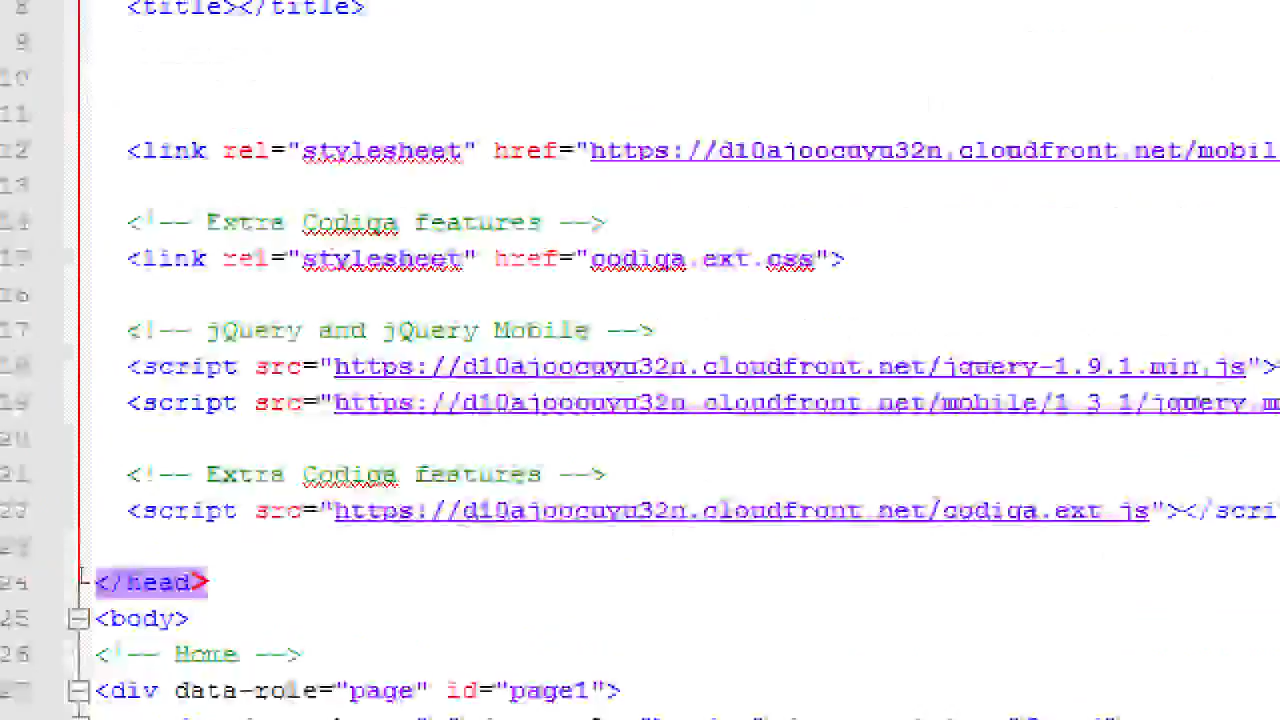 8 <title></title>
9
10
11
12 <link rel="stylesheet" href="https://d10ajoocuyu32n.cloudfront.net/mobil
13
14 <!-- Extra Codiqa features -->
15 <link rel="stylesheet" href="codiqa.ext.css">
16
17 <!-- jQuery and jQuery Mobile -->
18 <script src="https://d10ajoocuyu32n.cloudfront.net/jquery-1.9.1.min.js">
19 <script src="https://d10ajoocuyu32n.cloudfront.net/mobile/1.3.1/jquery.mo
20
21 <!-- Extra Codiqa features -->
22 <script src="https://d10ajoocuyu32n.cloudfront.net/codiqa.ext.js"></scri
23
24 </head>
25 <body>
26 <!-- Home -->
27 <div data-role="page" id="page1">